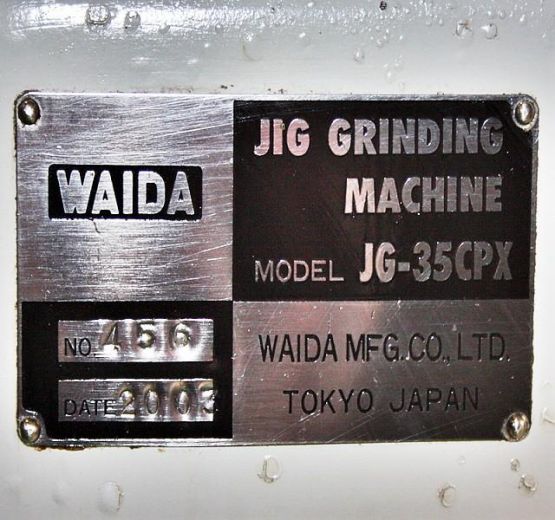 WAIDA
JIG GRINDING
MACHINE
MODEL JG-35CPX
NO. 456
DATE 2003
WAIDA MFG.CO., LTD.
TOKYO JAPAN